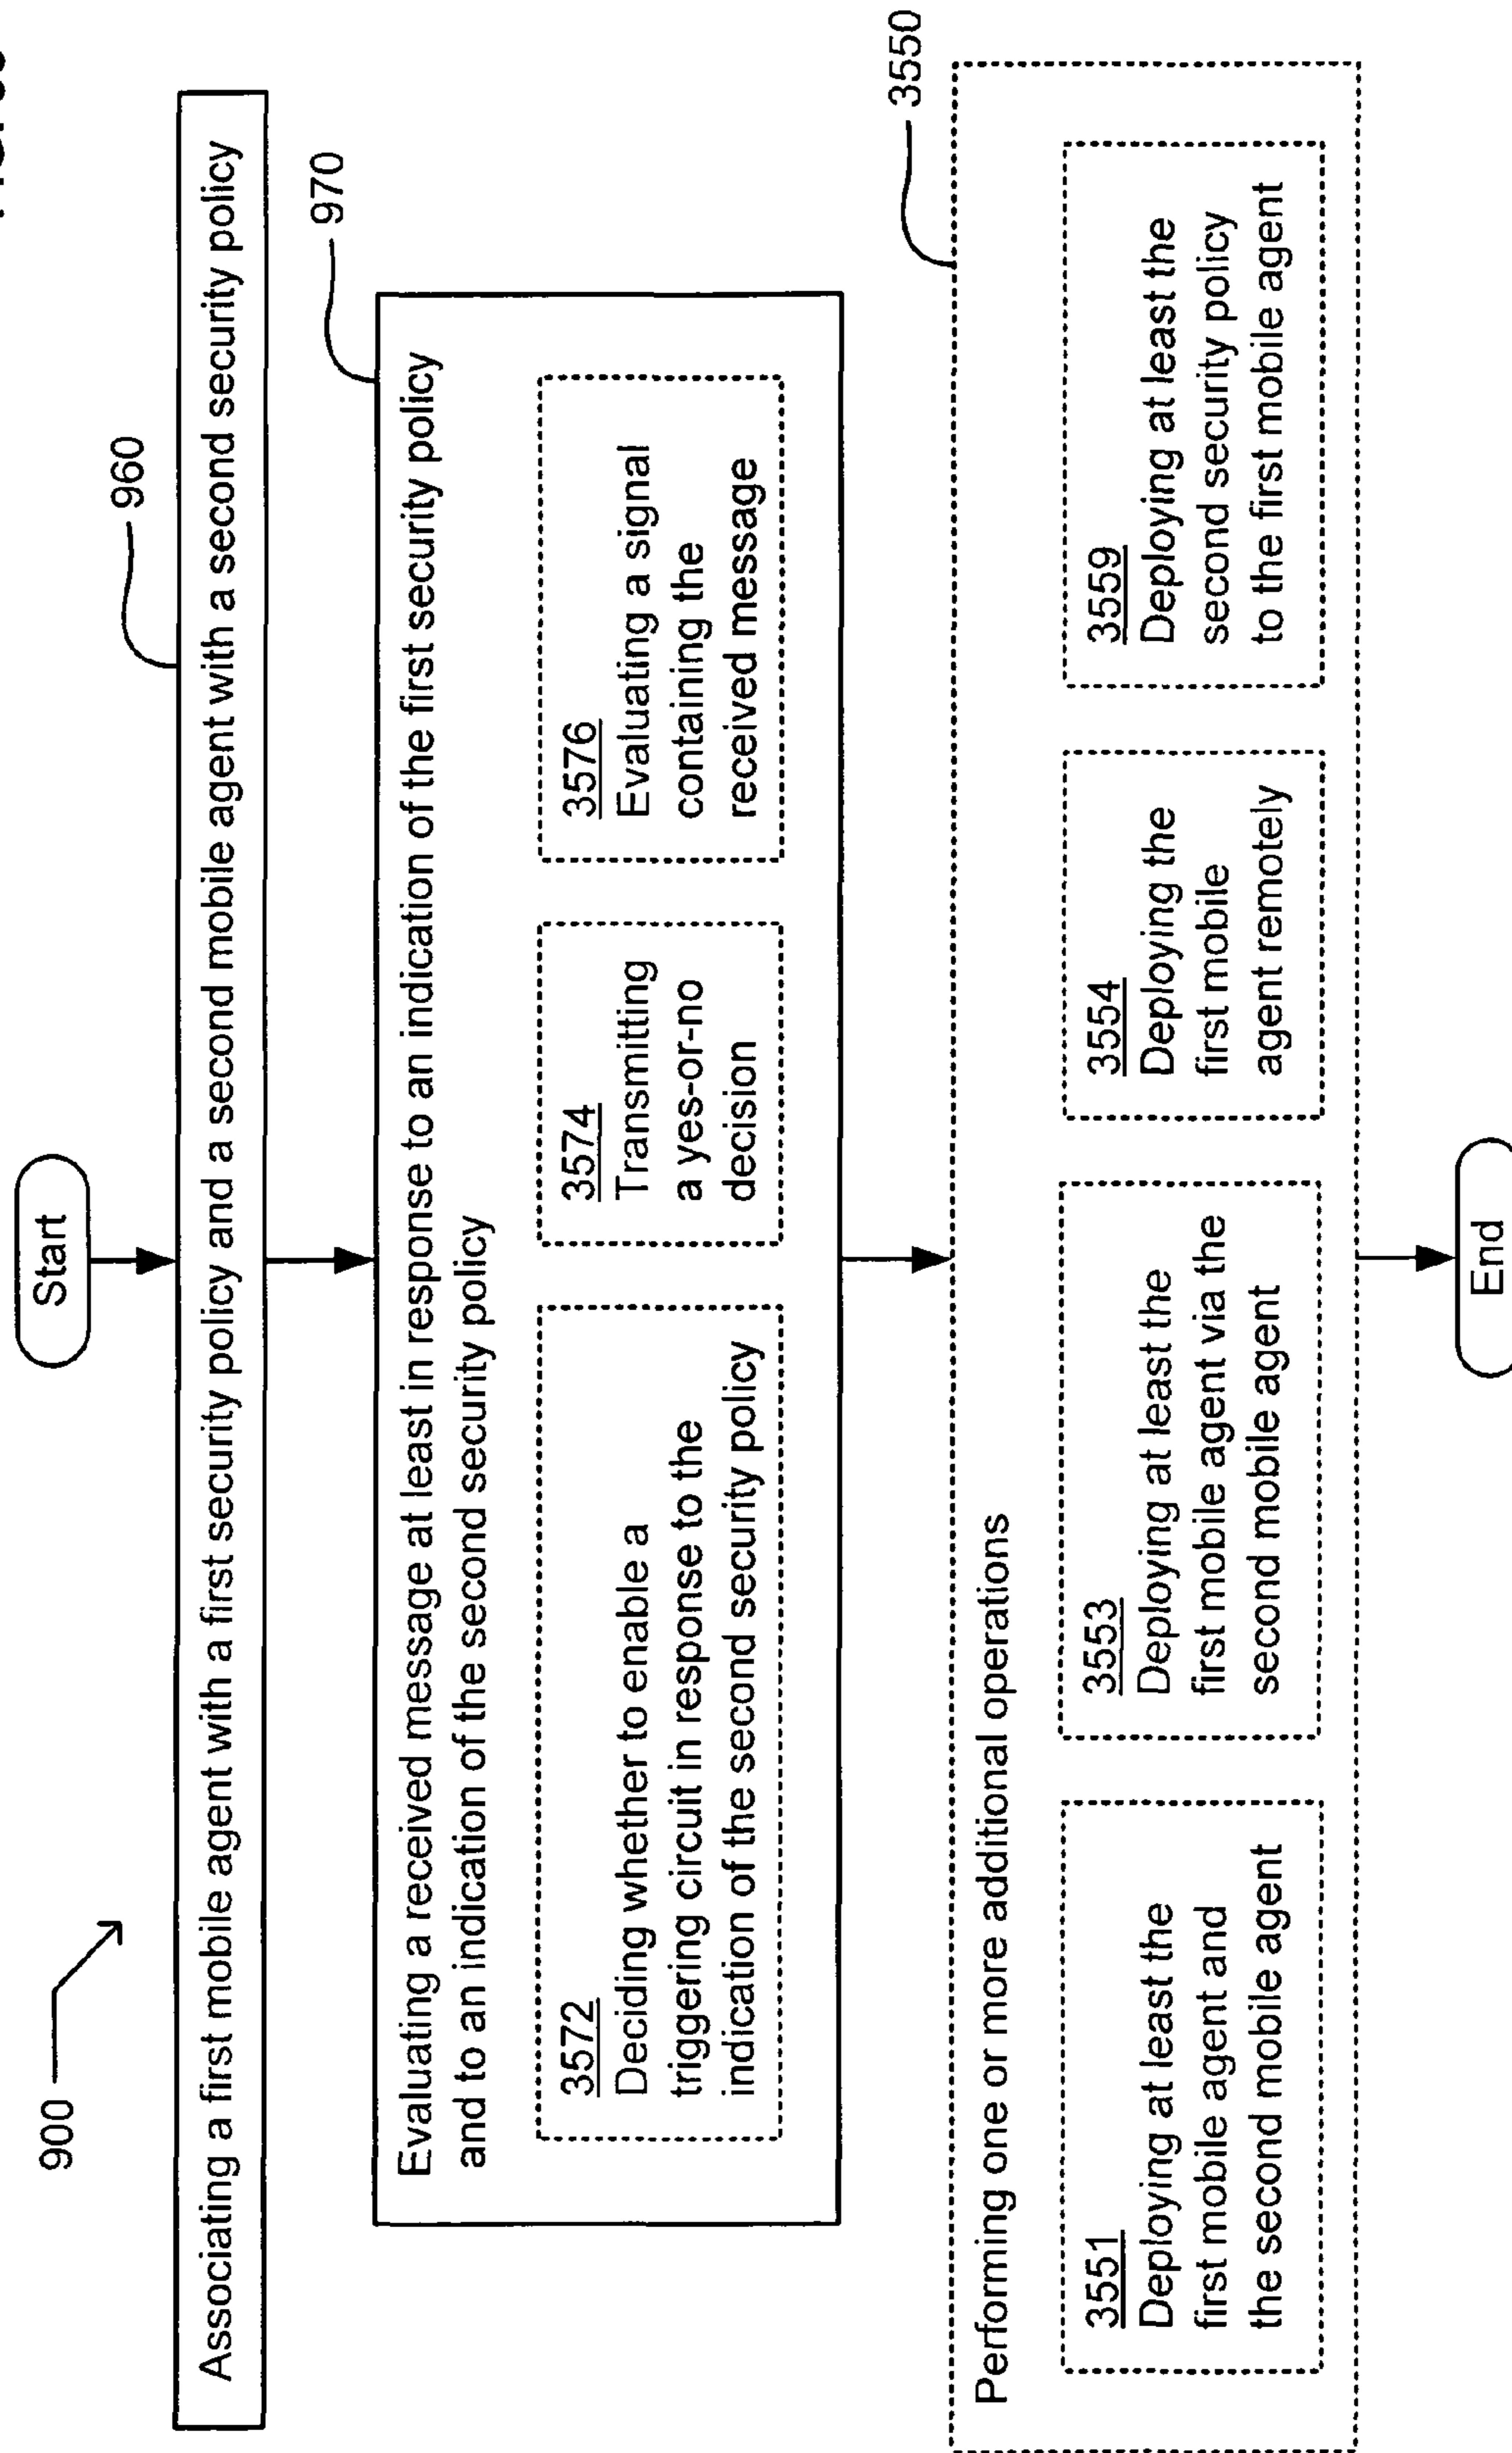 900
Start
960
Associating a first mobile agent with a first security policy and a second mobile agent with a second security policy
970
Evaluating a received message at least in response to an indication of the first security policy
and to an indication of the second security policy
3572
Deciding whether to enable a
triggering circuit in response to the
indication of the second security policy
3574
Transmitting
a yes-or-no
decision
3576
Evaluating a signal
containing the
received message
3550
Performing one or more additional operations
3551
Deploying at least the
first mobile agent and
the second mobile agent
3553
Deploying at least the
first mobile agent via the
second mobile agent
3554
Deploying the
first mobile
agent remotely
3559
Deploying at least the
second security policy
to the first mobile agent
End